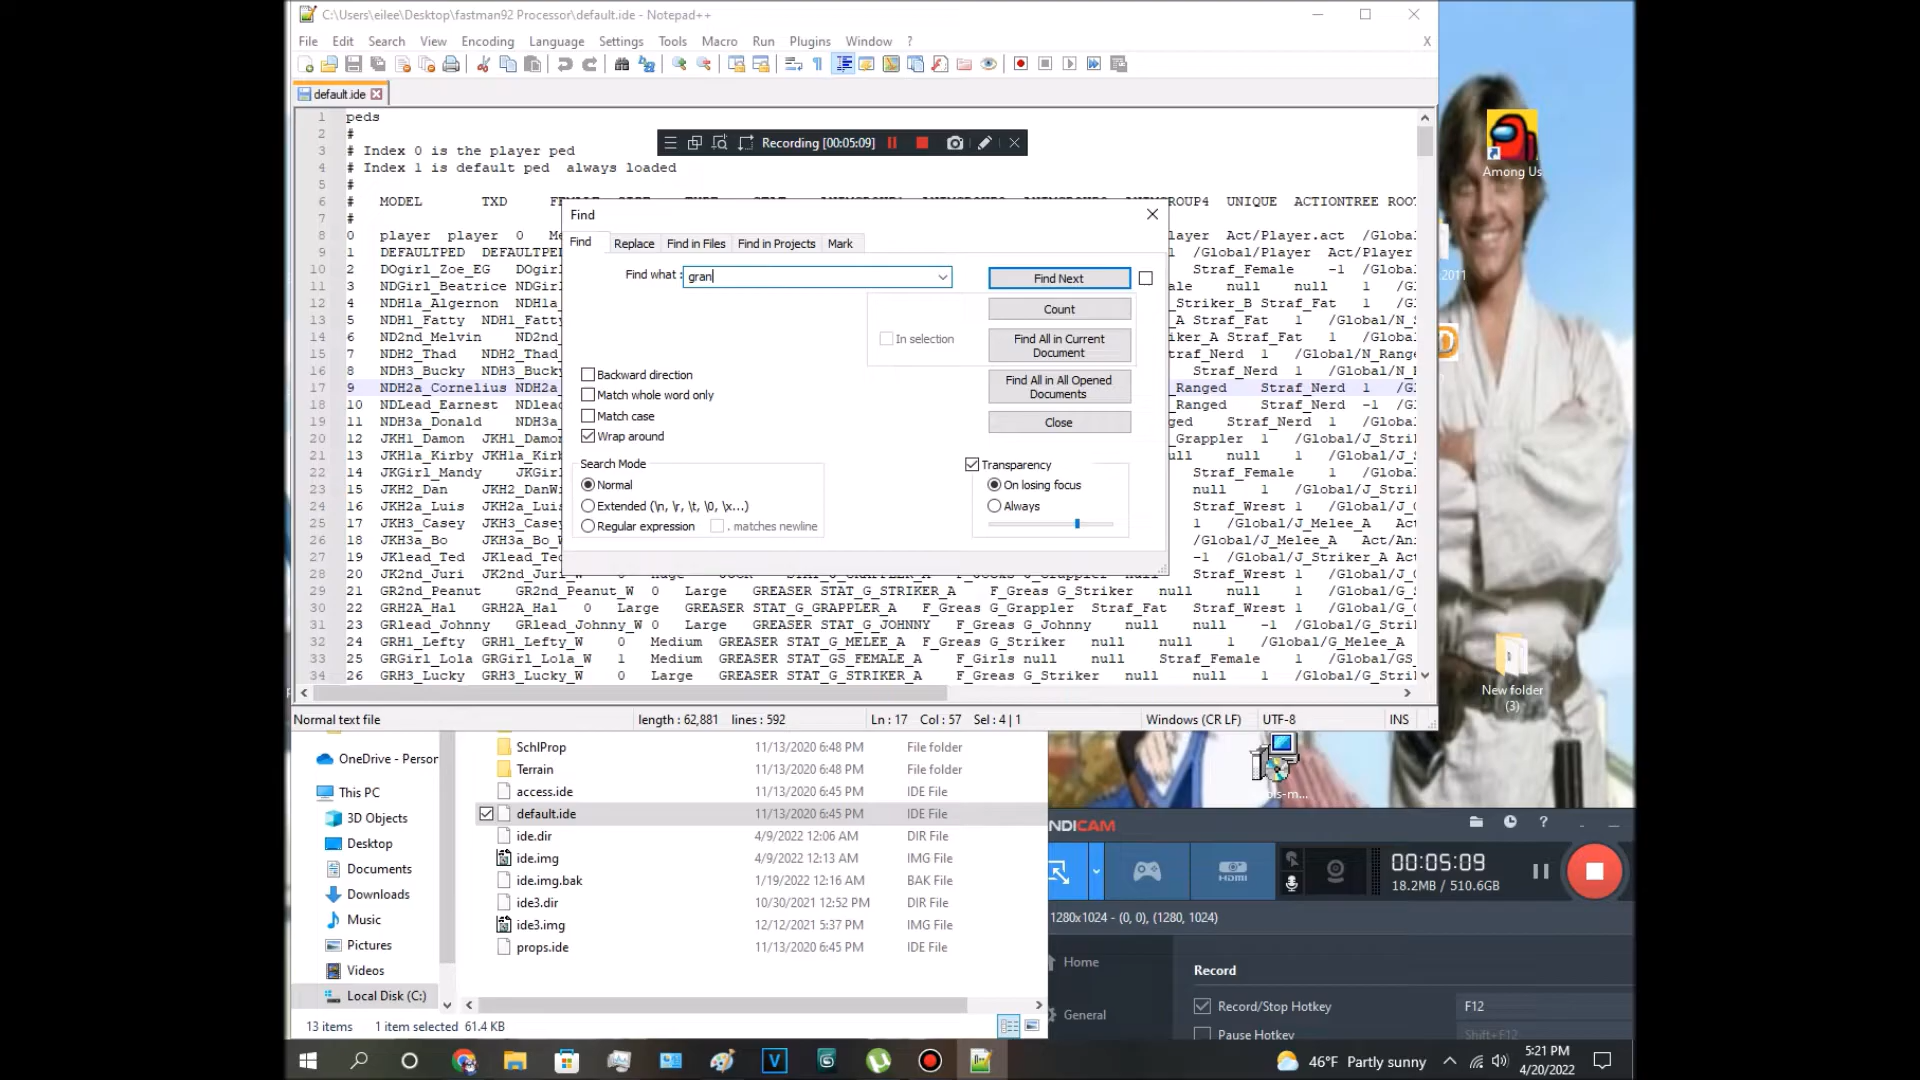 C:\Users\eilee\Desktop\fastman92 Processor\default.ide - Notepad++
File Edit Search View Encoding Language Settings Tools Macro Run Plugins Window ? X
default.ide
1 peds
2 #
3 # Index 0 is the player ped
4 # Index 1 is default ped always loaded
5 #
6 # MODEL TXD
7 #
8 0 player player 0
9 1 DEFAULTPED
10 2 DOgirl_Zoe_EG
11 3 NDGirl_Beatrice
12 4 NDH1a_Algernon
13 5 NDH1_Fatty NDH1_Fatty
14 6 ND2nd_Melvin
15 7 NDH2_Thad NDH2_Thad
16 8 NDH3_Bucky
17 9 NDH2a_Cornelius NDH2a
18 10 NDLead_Earnest
19 11 NDH3a_Donald
20 12 JKH1_Damon
21 13 JKH1a_Kirby
22 14 JKGirl_Mandy
23 15 JKH2_Dan
24 16 JKH2a_Luis
25 17 JKH3_Casey
26 18 JKH3a_Bo
27 19 JKlead_Ted
28 20 JK2nd_Juri JK2nd_Juri_W
29 21 GR2nd_Peanut GR2nd_Peanut_W 0 Large GREASER STAT_G_STRIKER_A F_Greas G_Striker null null 1 /Global/G_
30 22 GRH2A_Hal GRH2A_Hal 0 Large GREASER STAT_G_GRAPPLER_A F_Greas G_Grappler Straf_Fat Straf_Wrest 1 /Global/G_
31 23 GRlead_Johnny GRlead_Johnny_W 0 Large GREASER STAT_G_JOHNNY F_Greas G_Johnny null null -1 /Global/G_Stri
32 24 GRH1_Lefty GRH1_Lefty_W 0 Medium GREASER STAT_G_MELEE_A F_Greas G_Striker null null 1 /Global/G_Melee_A
33 25 GRGirl_Lola GRGirl_Lola_W 1 Medium GREASER STAT_GS_FEMALE_A F_Girls null null Straf_Female 1 /Global/GS_
34 26 GRH3_Lucky GRH3_Lucky_W 0 Large GREASER STAT_G_STRIKER_A F_Greas G_Striker null null 1 /Global/G_Stri
Recording [00:05:09]
Find
Find Replace Find in Files Find in Projects Mark
Find what : gran
Find Next
Count
In selection
Find All in Current Document
Find All in All Opened Documents
Close
Backward direction
Match whole word only
Match case
Wrap around
Search Mode
Normal
Extended (\n, \r, \t, \0, \x...)
Regular expression . matches newline
Transparency
On losing focus
Always
UNIQUE ACTIONTREE
Normal text file length : 62,881 lines : 592 Ln : 17 Col : 57 Sel : 4 | 1 Windows (CR LF) UTF-8 INS
OneDrive - Person
This PC
3D Objects
Desktop
Documents
Downloads
Music
Pictures
Videos
Local Disk (C:)
SchlProp 11/13/2020 6:48 PM File folder
Terrain 11/13/2020 6:48 PM File folder
access.ide 11/13/2020 6:45 PM IDE File
default.ide 11/13/2020 6:45 PM IDE File
ide.dir 4/9/2022 12:06 AM DIR File
ide.img 4/9/2022 12:13 AM IMG File
ide.img.bak 1/19/2022 12:16 AM BAK File
ide3.dir 10/30/2021 12:52 PM DIR File
ide3.img 12/12/2021 5:37 PM IMG File
props.ide 11/13/2020 6:45 PM IDE File
13 items 1 item selected 61.4 KB
Among Us
New folder
(3)
NDICAM
HDMI
00:05:09
18.2MB / 510.6GB
1280x1024 - (0, 0), (1280, 1024)
Home
General
Record
Record/Stop Hotkey F12
Pause Hotkey Shift+F12
46°F Partly sunny
5:21 PM
4/20/2022